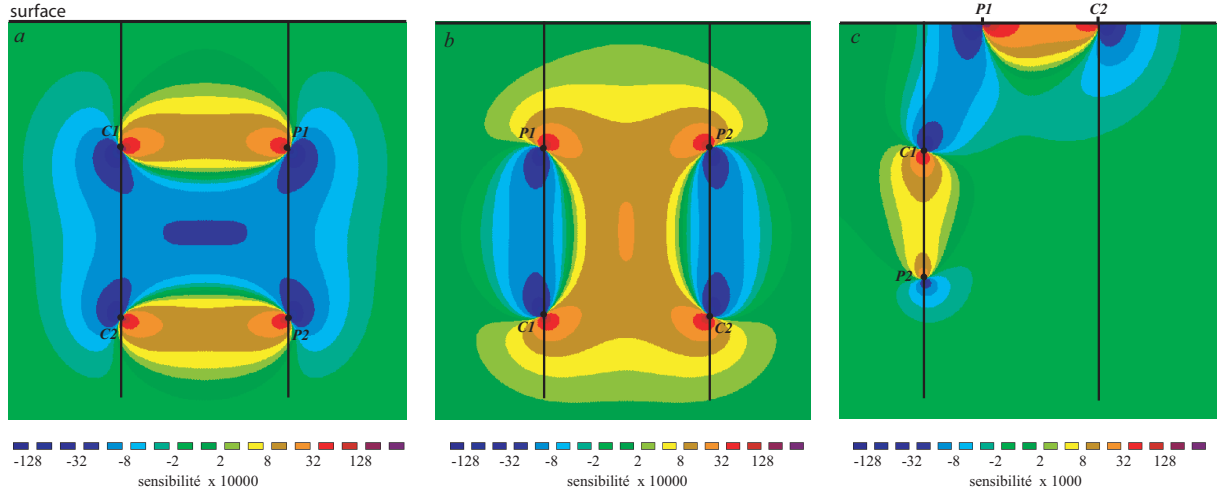 surface
a
C1
P1
C2
P2
b
P1
P2
C1
C2
P1
C2
c
C1
P2
-128 -32 -8 -2 2 8 32 128
sensibilité x 10000
-128 -32 -8 -2 2 8 32 128
sensibilité x 10000
-128 -32 -8 -2 2 8 32 128
sensibilité x 1000